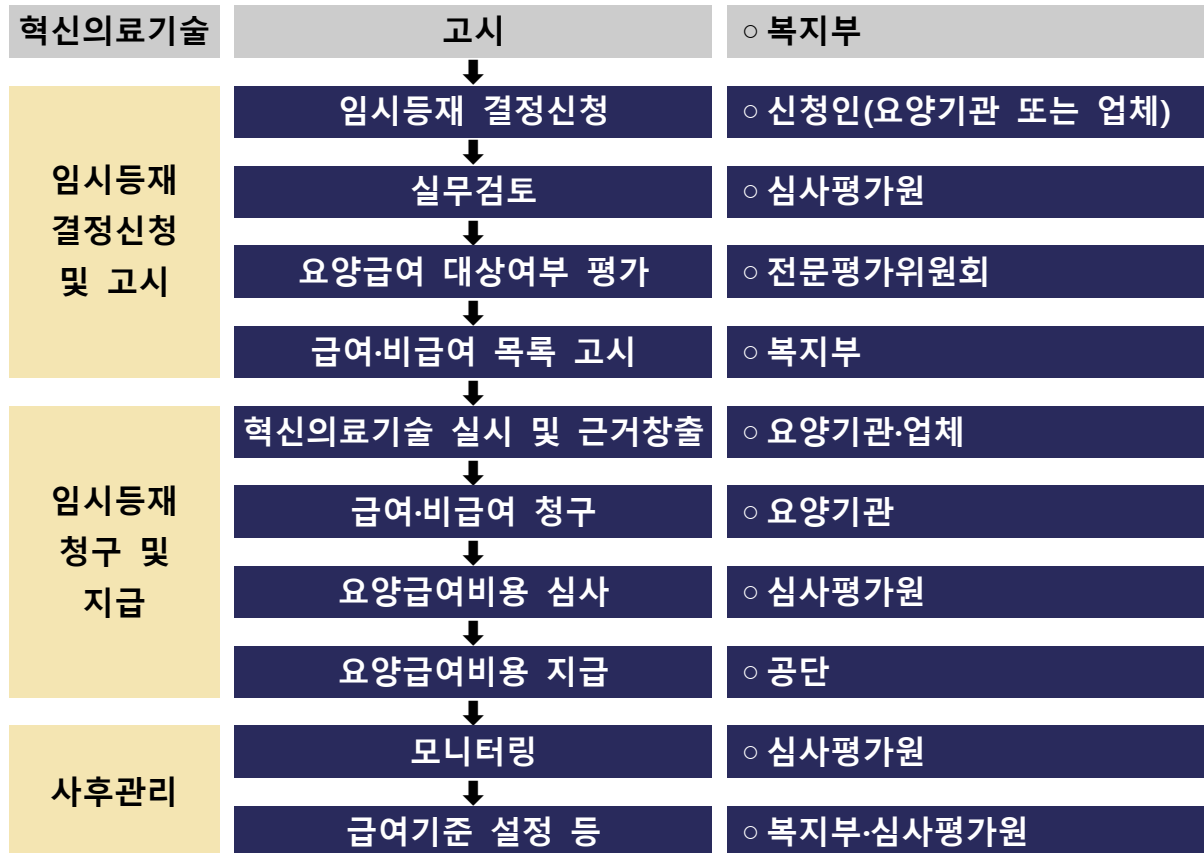 혁신의료기술 고시 ○ 복지부
임시등재
결정신청
및 고시
임시등재 결정신청 ○ 신청인(요양기관 또는 업체)
실무검토 ○ 심사평가원
요양급여 대상여부 평가 ○ 전문평가위원회
급여·비급여 목록 고시 ○ 복지부
임시등재
청구 및
지급
혁신의료기술 실시 및 근거창출 ○ 요양기관·업체
급여·비급여 청구 ○ 요양기관
요양급여비용 심사 ○ 심사평가원
요양급여비용 지급 ○ 공단
사후관리
모니터링 ○ 심사평가원
급여기준 설정 등 ○ 복지부·심사평가원